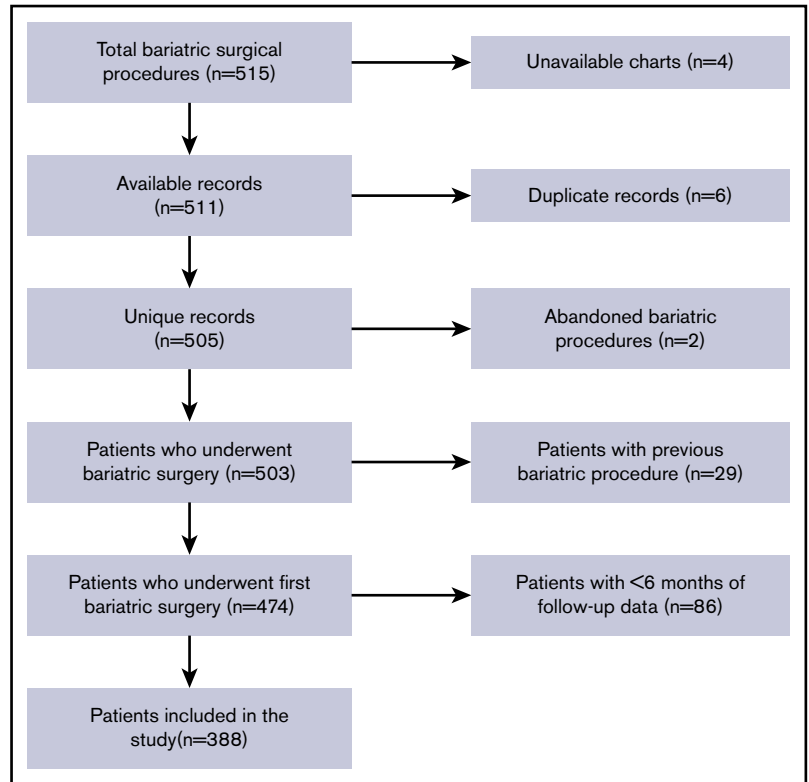 Total bariatric surgical
procedures (n=515)
Unavailable charts (n=4)
Available records
(n=511)
Duplicate records (n=6)
Unique records
(n=505)
Abandoned bariatric
procedures (n=2)
Patients who underwent
bariatric surgery (n=503)
Patients with previous
bariatric procedure (n=29)
Patients who underwent first
bariatric surgery (n=474)
Patients with <6 months of
follow-up data (n=86)
Patients included in the
study(n=388)